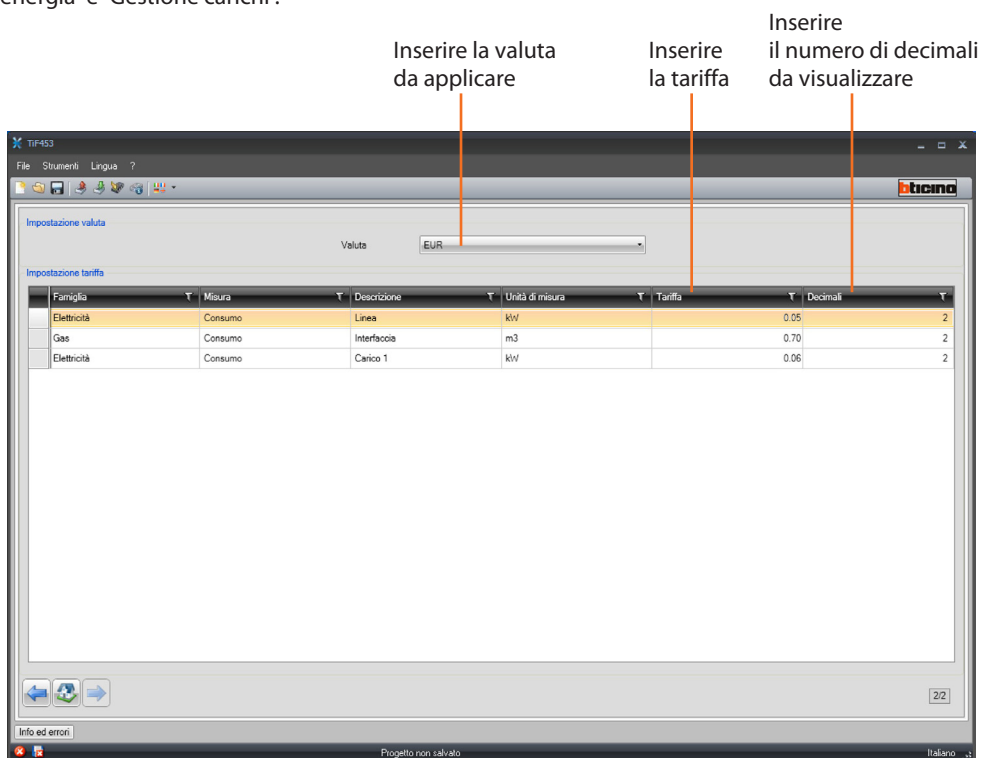 energia' e 'Gestione carichi'.
Inserire la valuta
da applicare
Inserire
la tariffa
Inserire
il numero di decimali
da visualizzare
TiF453
File Strumenti Lingua ?
bticino
Impostazione valuta
Valuta EUR
Impostazione tariffa
Famiglia Misura Descrizione Unità di misura Tariffa Decimali
Elettricità Consumo Linea kW 0.05 2
Gas Consumo Interfaccia m3 0.70 2
Elettricità Consumo Carico 1 kW 0.06 2
2/2
Info ed errori
Progetto non salvato Italiano